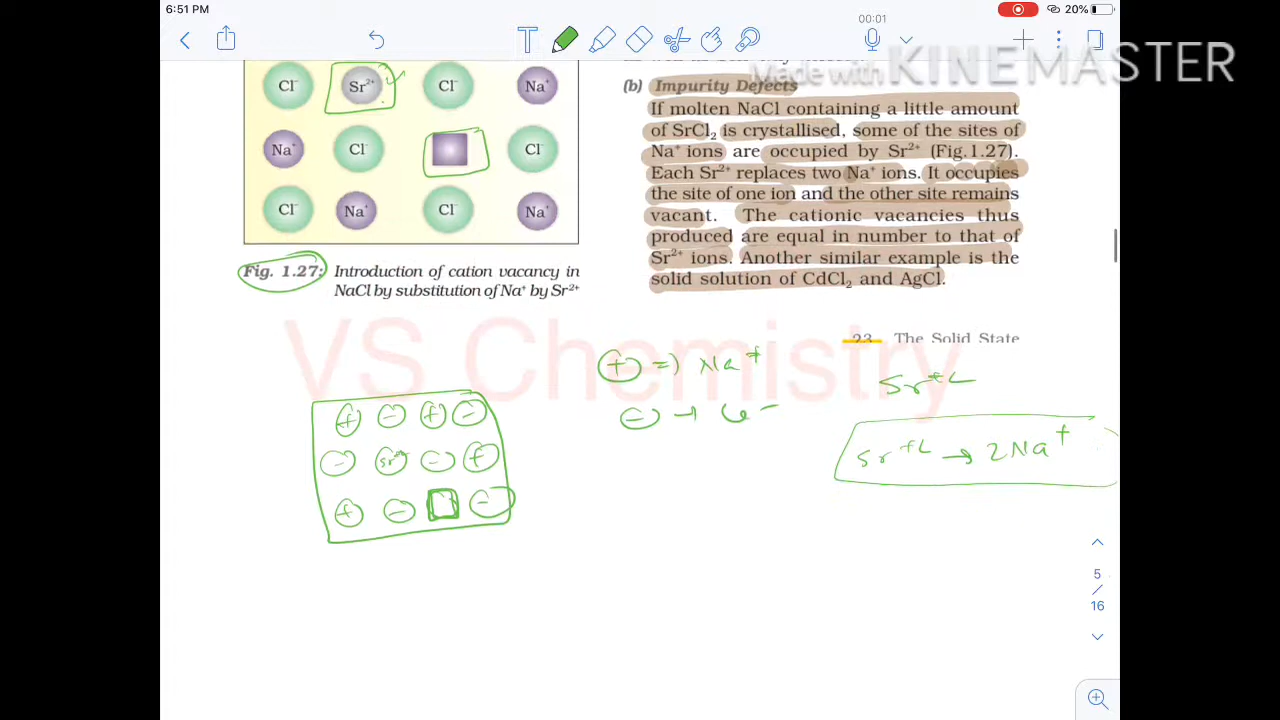 6:51 PM
20%
00:01
T
Made with KINEMASTER
Cl⁻ Sr²⁺ Cl⁻ Na⁺
Na⁺ Cl⁻ Cl⁻
Cl⁻ Na⁺ Cl⁻ Na⁺
Fig. 1.27: Introduction of cation vacancy in
NaCl by substitution of Na⁺ by Sr²⁺
(b) Impurity Defects
If molten NaCl containing a little amount
of SrCl₂ is crystallised, some of the sites of
Na⁺ ions are occupied by Sr²⁺ (Fig.1.27).
Each Sr²⁺ replaces two Na⁺ ions. It occupies
the site of one ion and the other site remains
vacant. The cationic vacancies thus
produced are equal in number to that of
Sr²⁺ ions. Another similar example is the
solid solution of CdCl₂ and AgCl.
23 The Solid State
VS Chemistry
+ => Na⁺
- →
Sr⁺²
Sr⁺² → 2Na⁺
+ - + -
- Sr²⁺ - +
+ - -
5
/
16